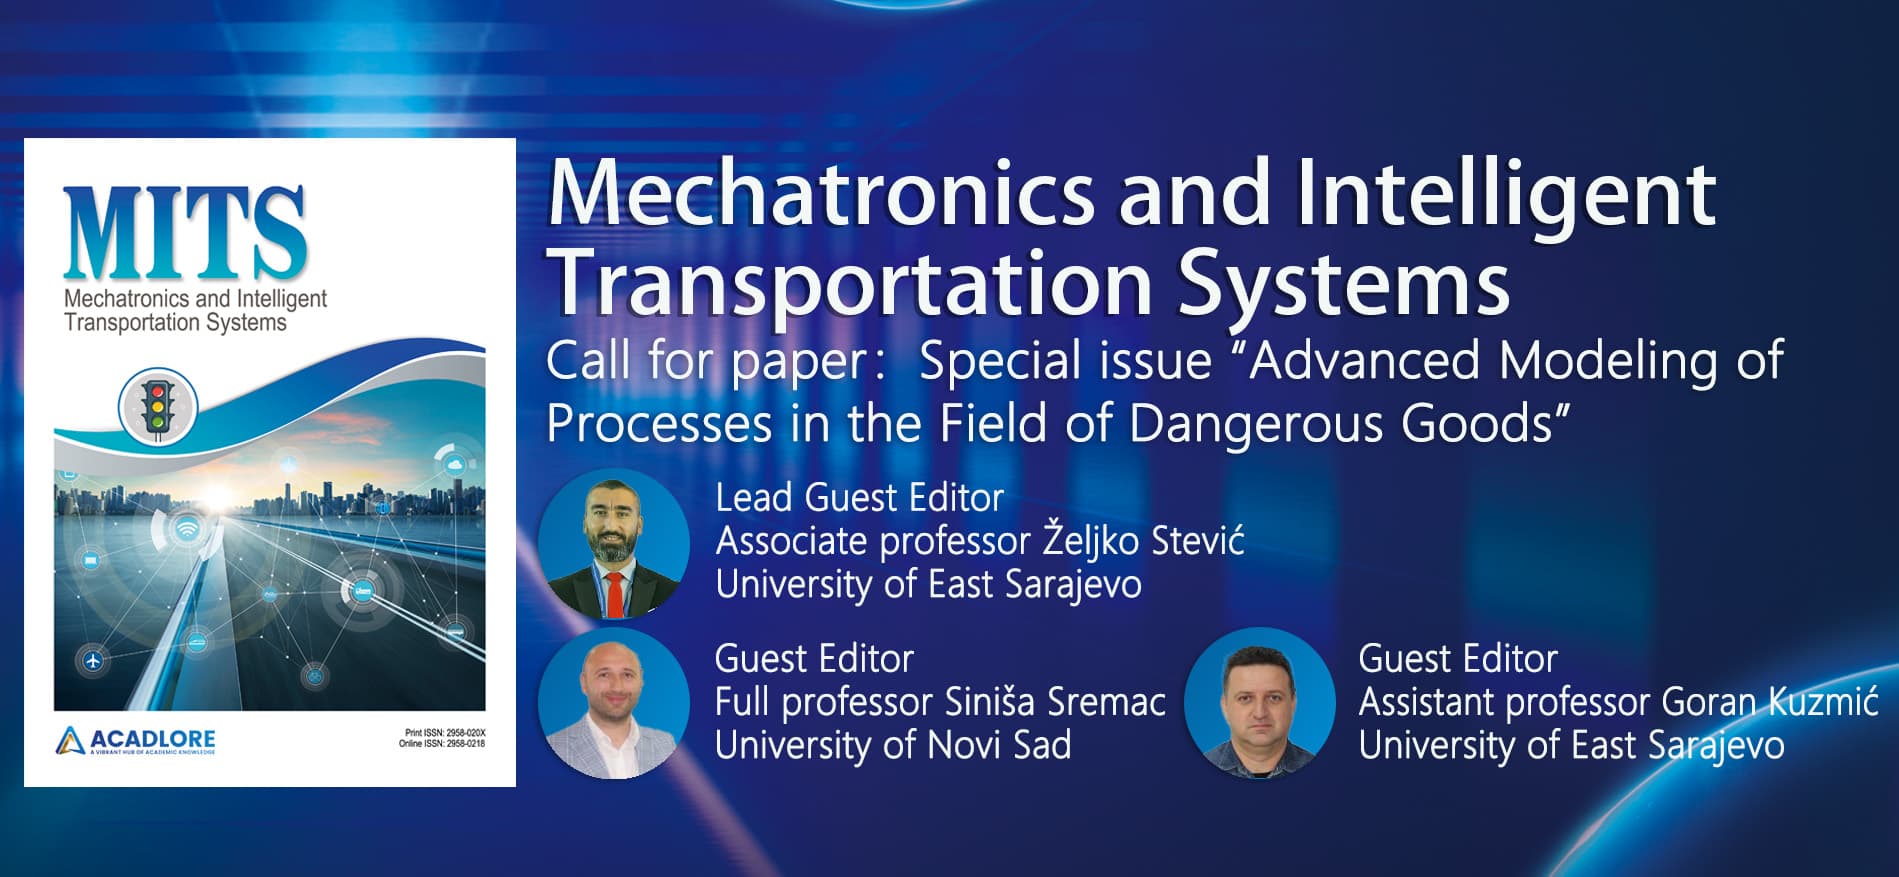 MITS
Mechatronics and Intelligent
Transportation Systems
ACADLORE
A VIBRANT HUB OF ACADEMIC KNOWLEDGE
Print ISSN: 2958-020X
Online ISSN: 2958-0218
Mechatronics and Intelligent
Transportation Systems
Call for paper: Special issue “Advanced Modeling of
Processes in the Field of Dangerous Goods”
Lead Guest Editor
Associate professor Željko Stević
University of East Sarajevo
Guest Editor
Full professor Siniša Sremac
University of Novi Sad
Guest Editor
Assistant professor Goran Kuzmić
University of East Sarajevo